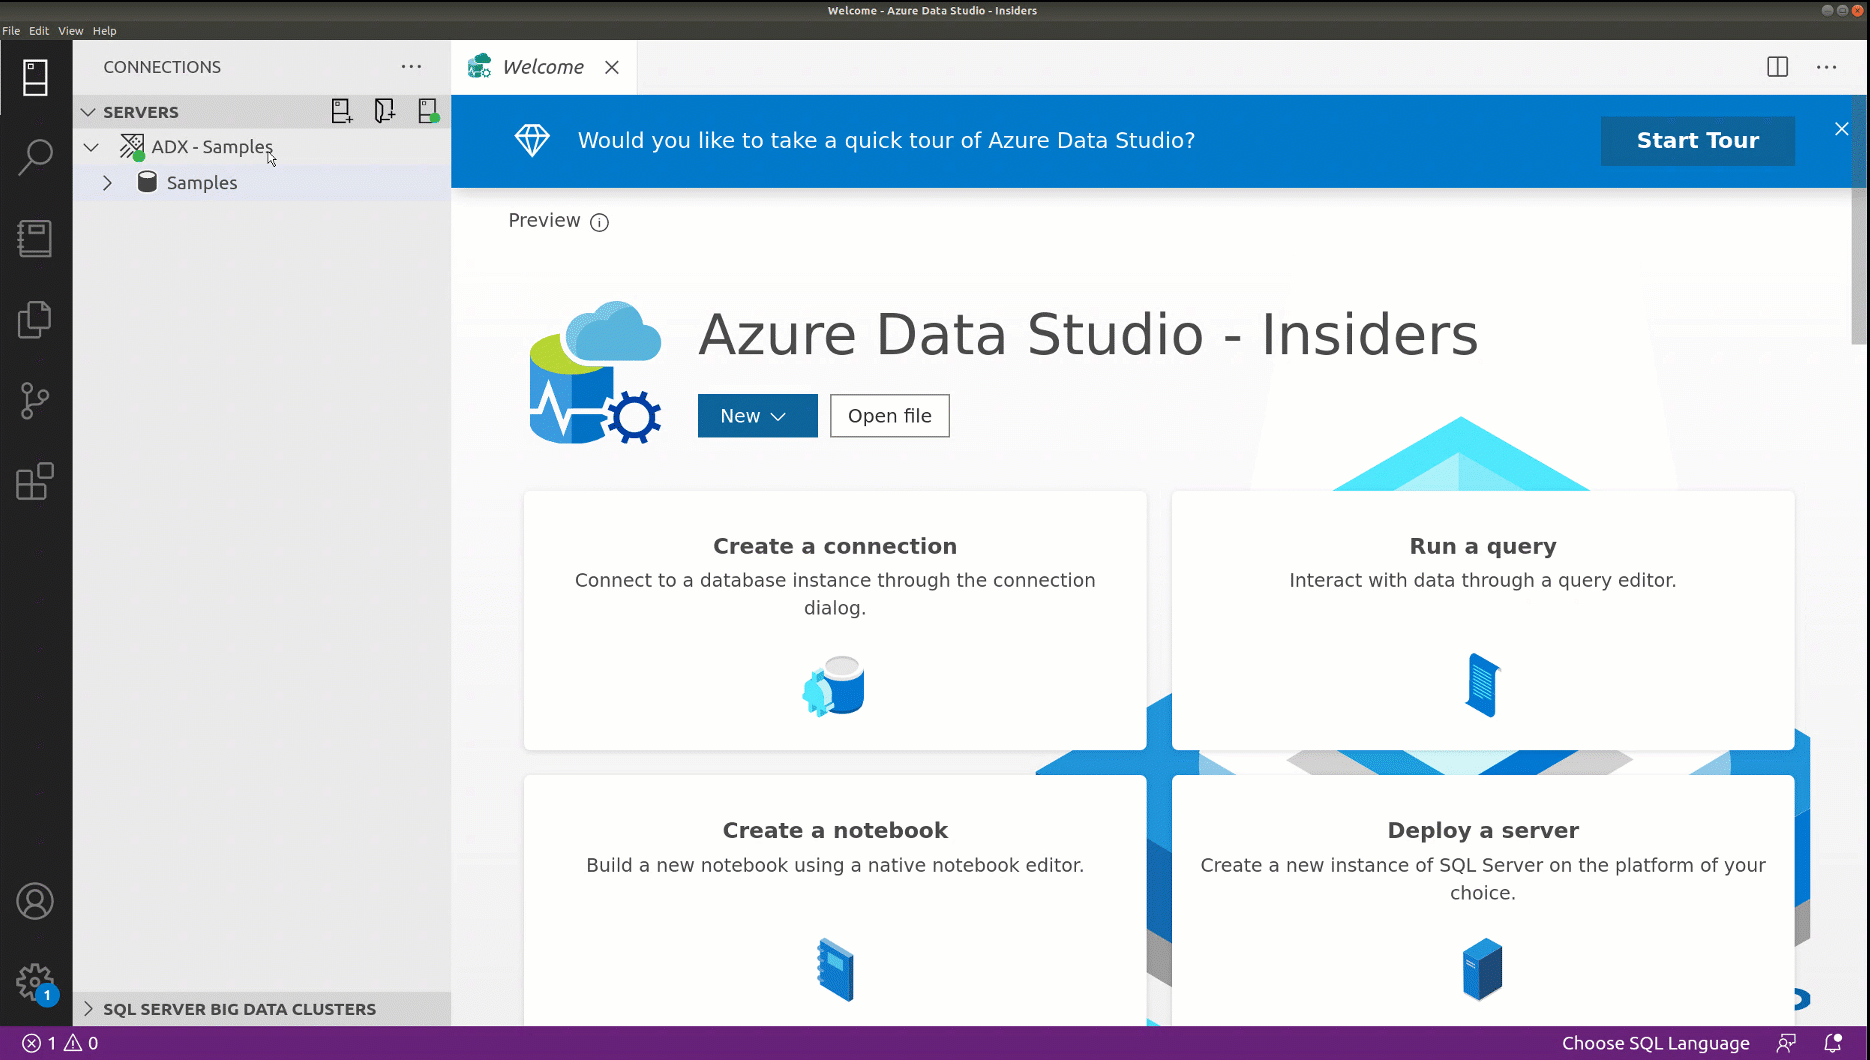 Welcome - Azure Data Studio - Insiders
File Edit View Help
CONNECTIONS
Welcome
SERVERS
ADX - Samples
Samples
Would you like to take a quick tour of Azure Data Studio?
Start Tour
Preview
Azure Data Studio - Insiders
New
Open file
Create a connection
Connect to a database instance through the connection
dialog.
Run a query
Interact with data through a query editor.
Create a notebook
Build a new notebook using a native notebook editor.
Deploy a server
Create a new instance of SQL Server on the platform of your
choice.
1
SQL SERVER BIG DATA CLUSTERS
1 0
Choose SQL Language